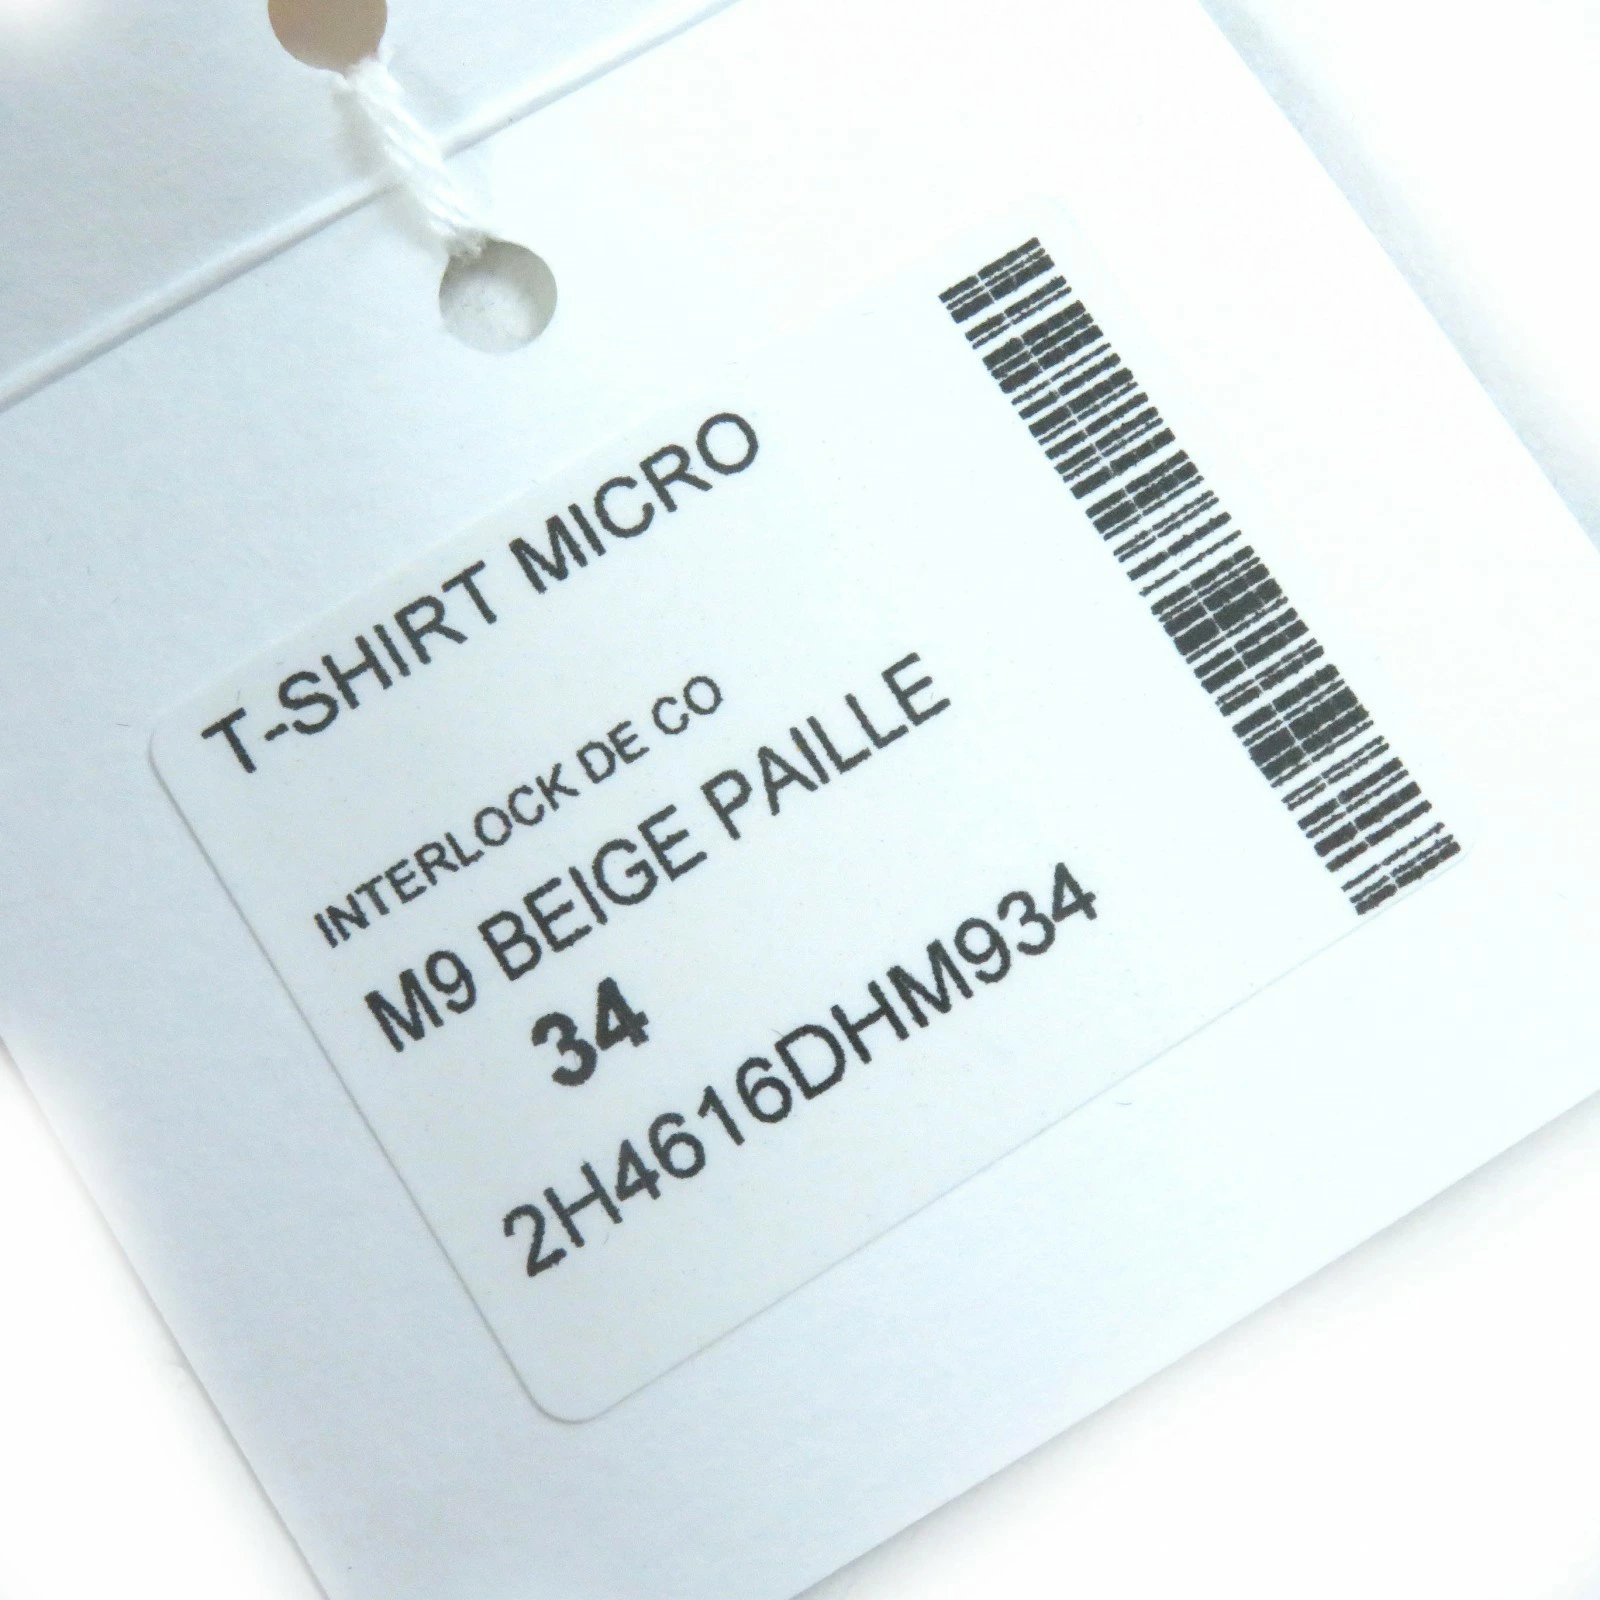 T-SHIRT MICRO
INTERLOCK DE CO
M9 BEIGE PAILLE
34
2H4616DHM934